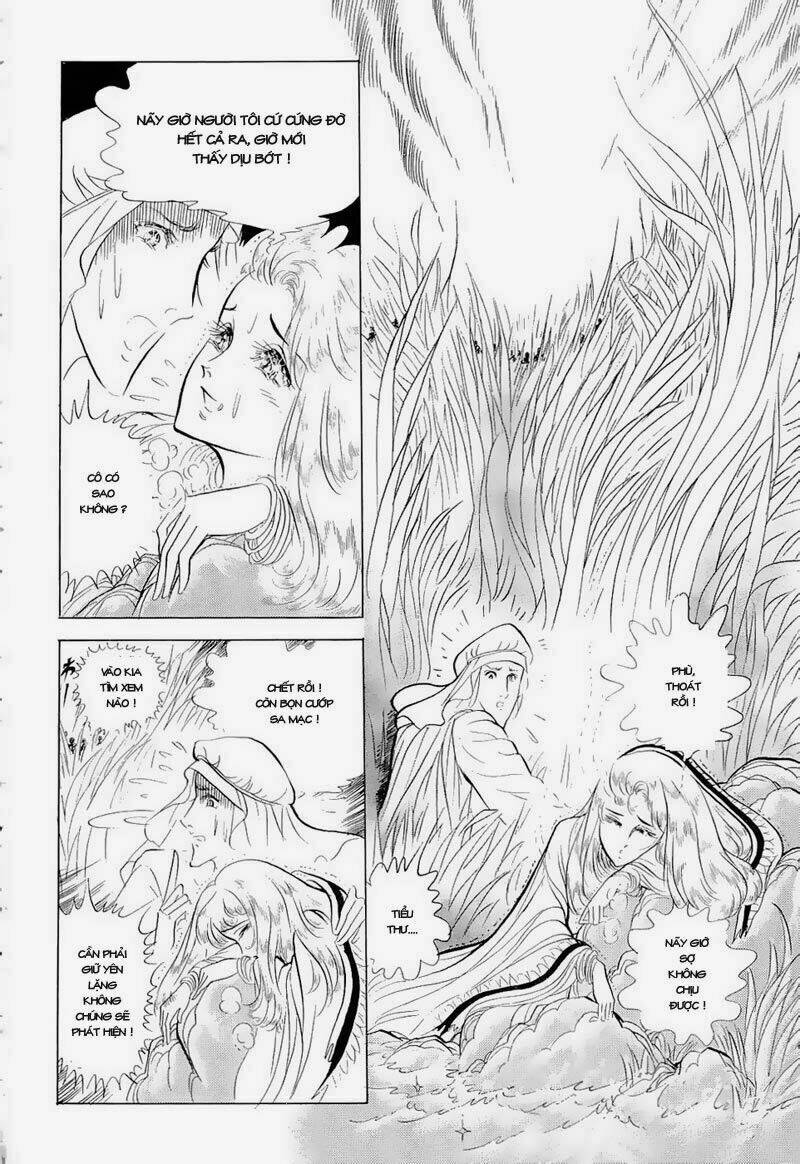 NÃY GIỜ NGƯỜI TÔI CỨ CỨNG ĐỜ
HẾT CẢ RA, GIỜ MỚI
THẤY DỊU BỚT !
CÔ CÓ
SAO
KHÔNG ?
VÀO KIA
TÌM XEM
NÀO !
CHẾT RỒI !
CÒN BỌN CƯỚP
SA MẠC !
CẦN PHẢI
GIỮ YÊN
LẶNG
KHÔNG
CHÚNG SẼ
PHÁT HIỆN !
PHÙ,
THOÁT
RỒI !
TIỂU
THƯ....
NÃY GIỜ
SỢ
KHÔNG
CHỊU
ĐƯỢC !